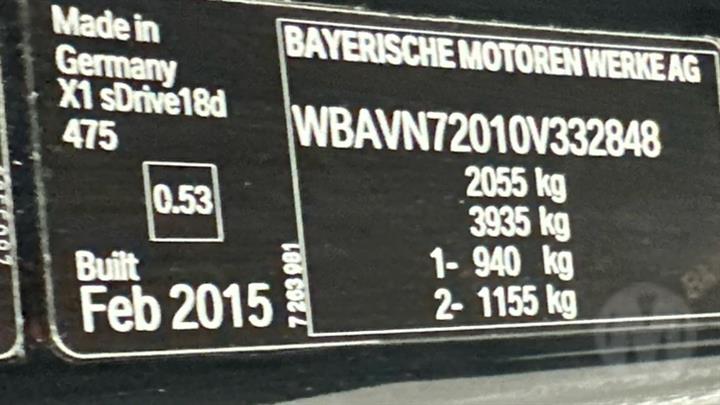 Made in
Germany
X1 sDrive18d
475
0.53
Built
Feb 2015
7 263 981
BAYERISCHE MOTOREN WERKE AG
WBAVN72010V332848
2055 kg
3935 kg
1- 940 kg
2- 1155 kg